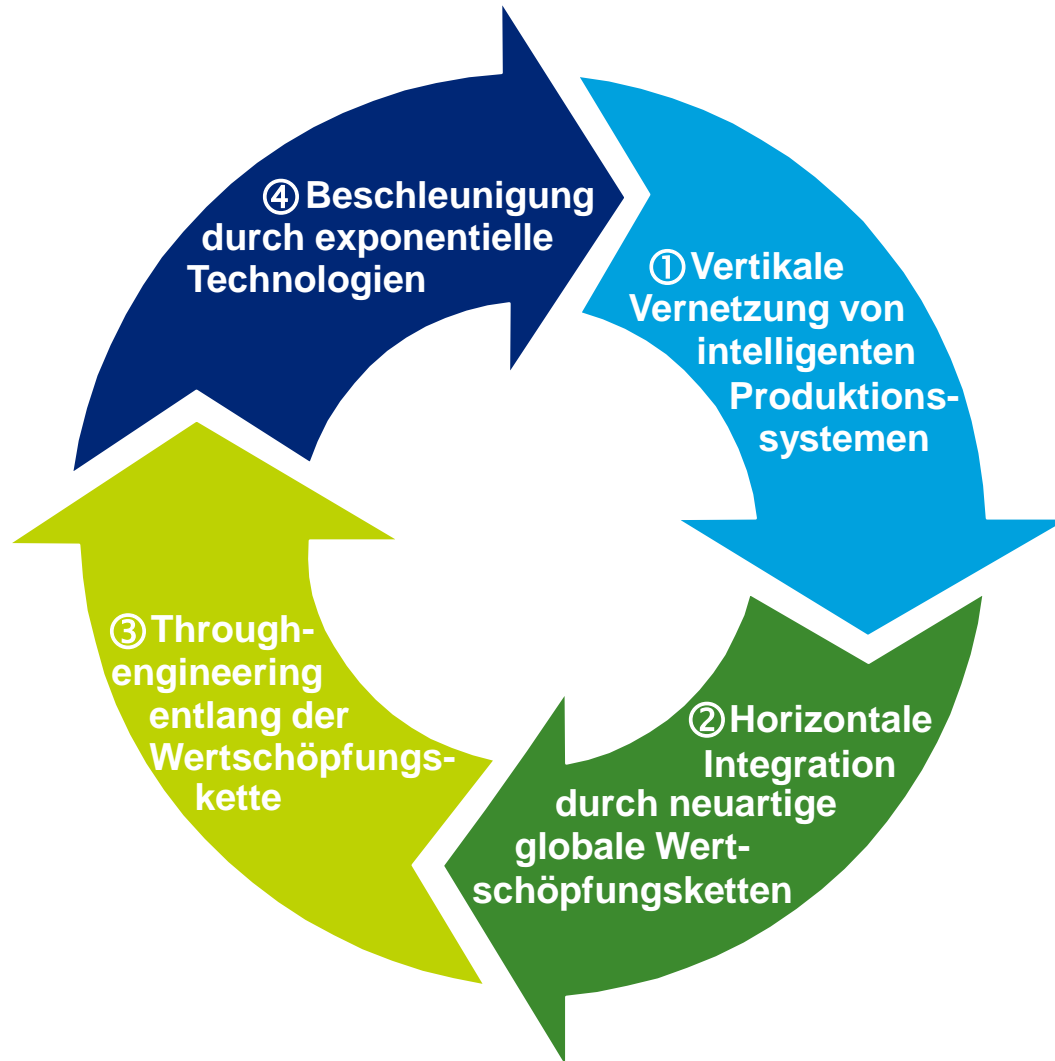 ① Vertikale
Vernetzung von
intelligenten
Produktions-
systemen
② Horizontale
Integration
durch neuartige
globale Wert-
schöpfungsketten
③ Through-
engineering
entlang der
Wertschöpfungs-
kette
④ Beschleunigung
durch exponentielle
Technologien